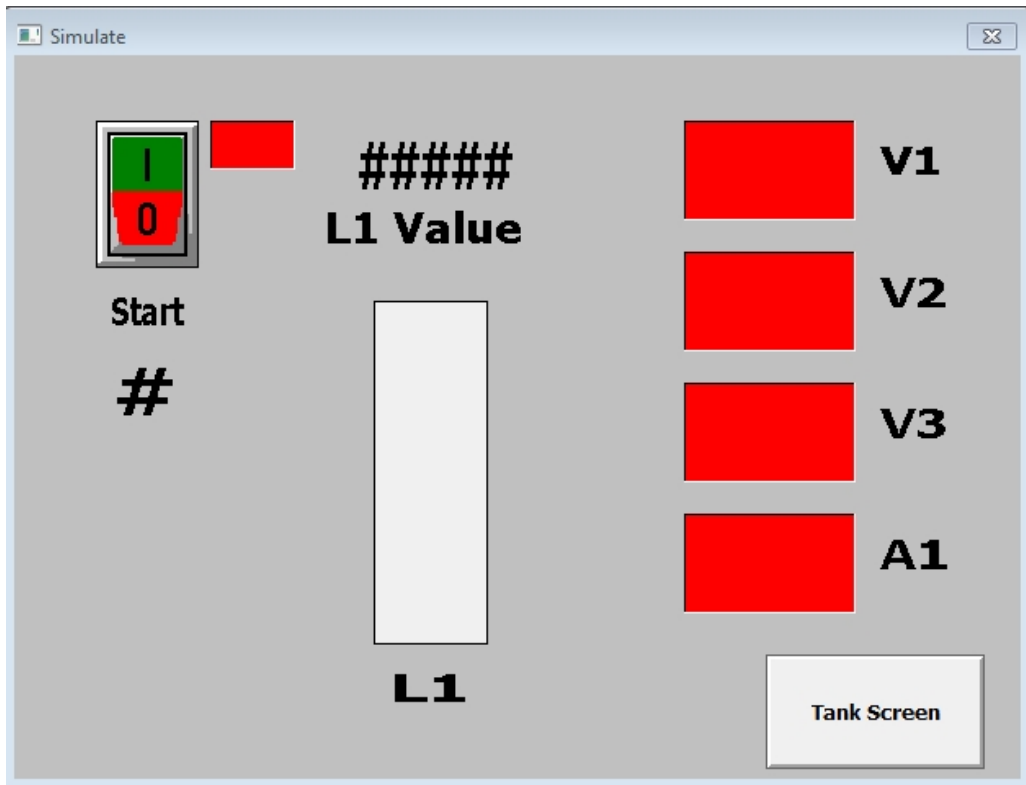 Simulate
I
0
Start
#
#####
L1 Value
L1
V1
V2
V3
A1
Tank Screen